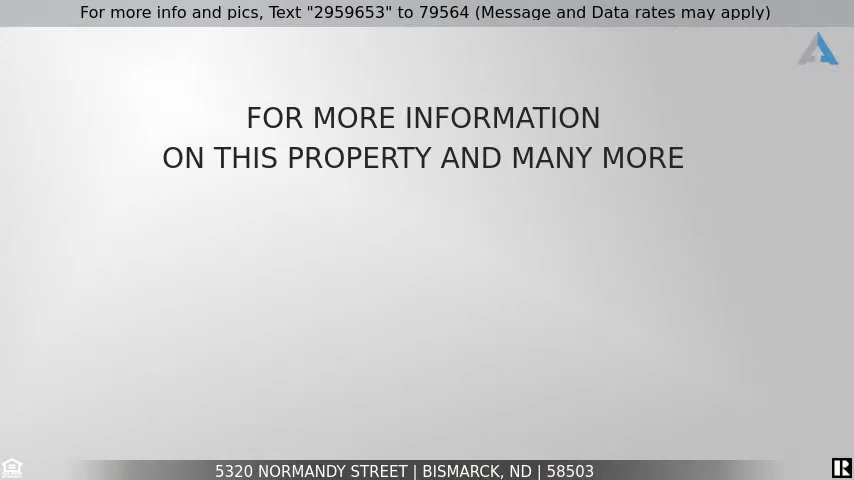 For more info and pics, Text "2959653" to 79564 (Message and Data rates may apply)
FOR MORE INFORMATION
ON THIS PROPERTY AND MANY MORE
5320 NORMANDY STREET | BISMARCK, ND | 58503